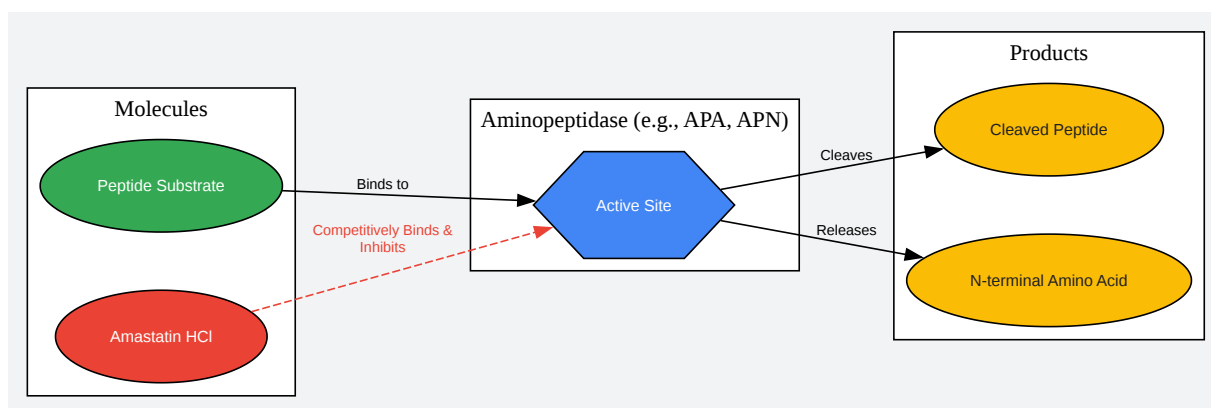 Molecules
Peptide Substrate
Amastatin HCl
Binds to
Competitively Binds &
Inhibits
Aminopeptidase (e.g., APA, APN)
Active Site
Cleaves
Releases
Products
Cleaved Peptide
N-terminal Amino Acid